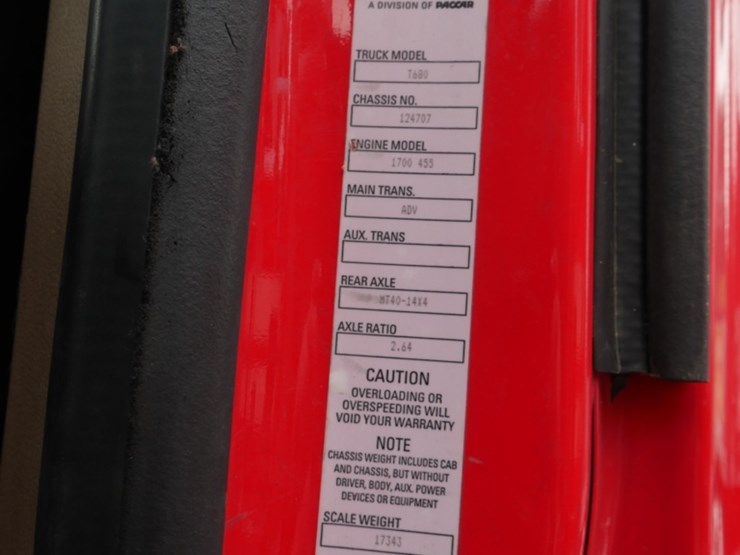 A DIVISION OF PACCAR
TRUCK MODEL
T680
CHASSIS NO.
124707
ENGINE MODEL
1700 455
MAIN TRANS.
ADV
AUX. TRANS
REAR AXLE
MT40-14X4
AXLE RATIO
2.64
CAUTION
OVERLOADING OR
OVERSPEEDING WILL
VOID YOUR WARRANTY
NOTE
CHASSIS WEIGHT INCLUDES CAB
AND CHASSIS, BUT WITHOUT
DRIVER, BODY, AUX. POWER
DEVICES OR EQUIPMENT
SCALE WEIGHT
17343